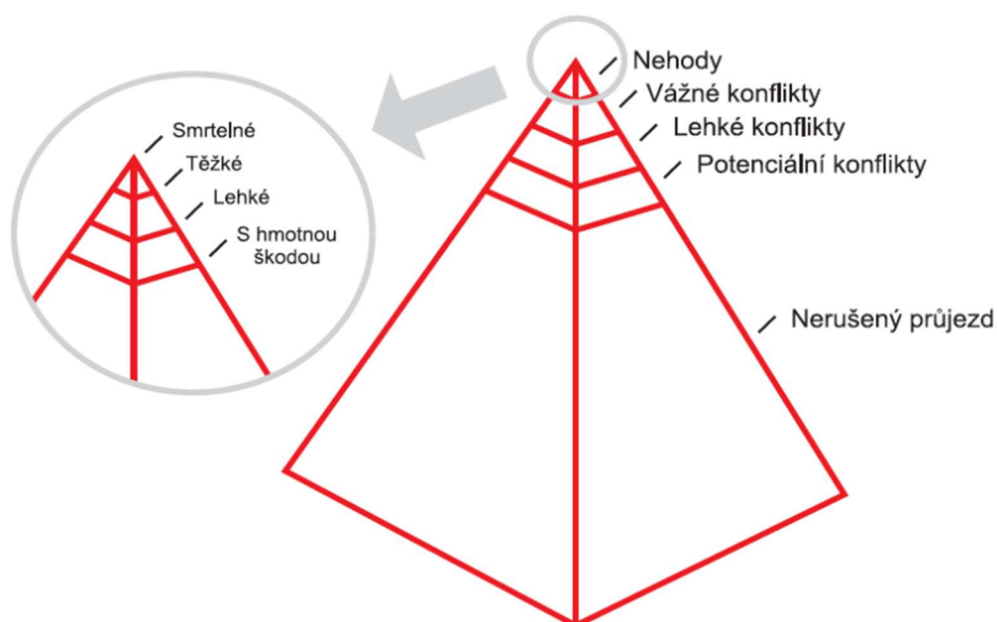 Nehody
Vážné konflikty
Lehké konflikty
Potenciální konflikty
Nerušený průjezd
Smrtelné
Těžké
Lehké
S hmotnou
škodou